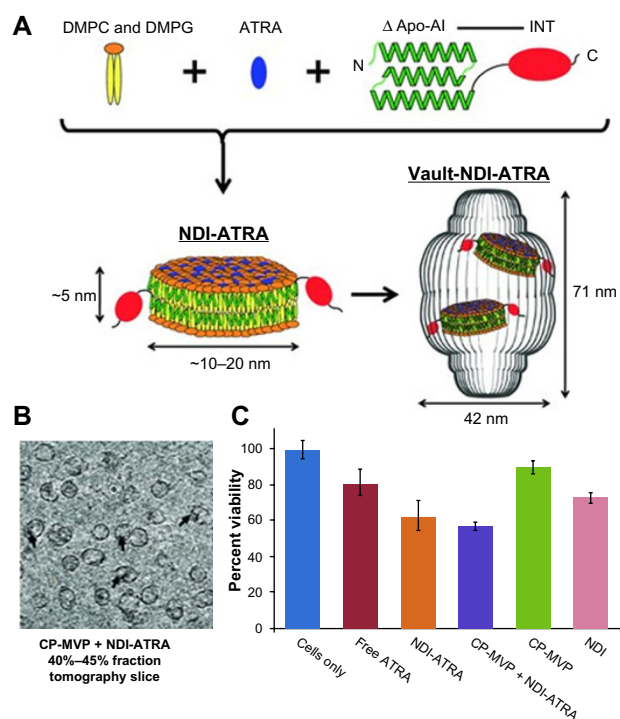 A
DMPC and DMPG
ATRA
Δ Apo-AI
INT
N
C
+
+
NDI-ATRA
~5 nm
~10–20 nm
Vault-NDI-ATRA
71 nm
42 nm
B
CP-MVP + NDI-ATRA
40%–45% fraction
tomography slice
C
Percent viability
100
80
60
40
20
0
Cells only
Free ATRA
NDI-ATRA
CP-MVP + NDI-ATRA
CP-MVP
NDI